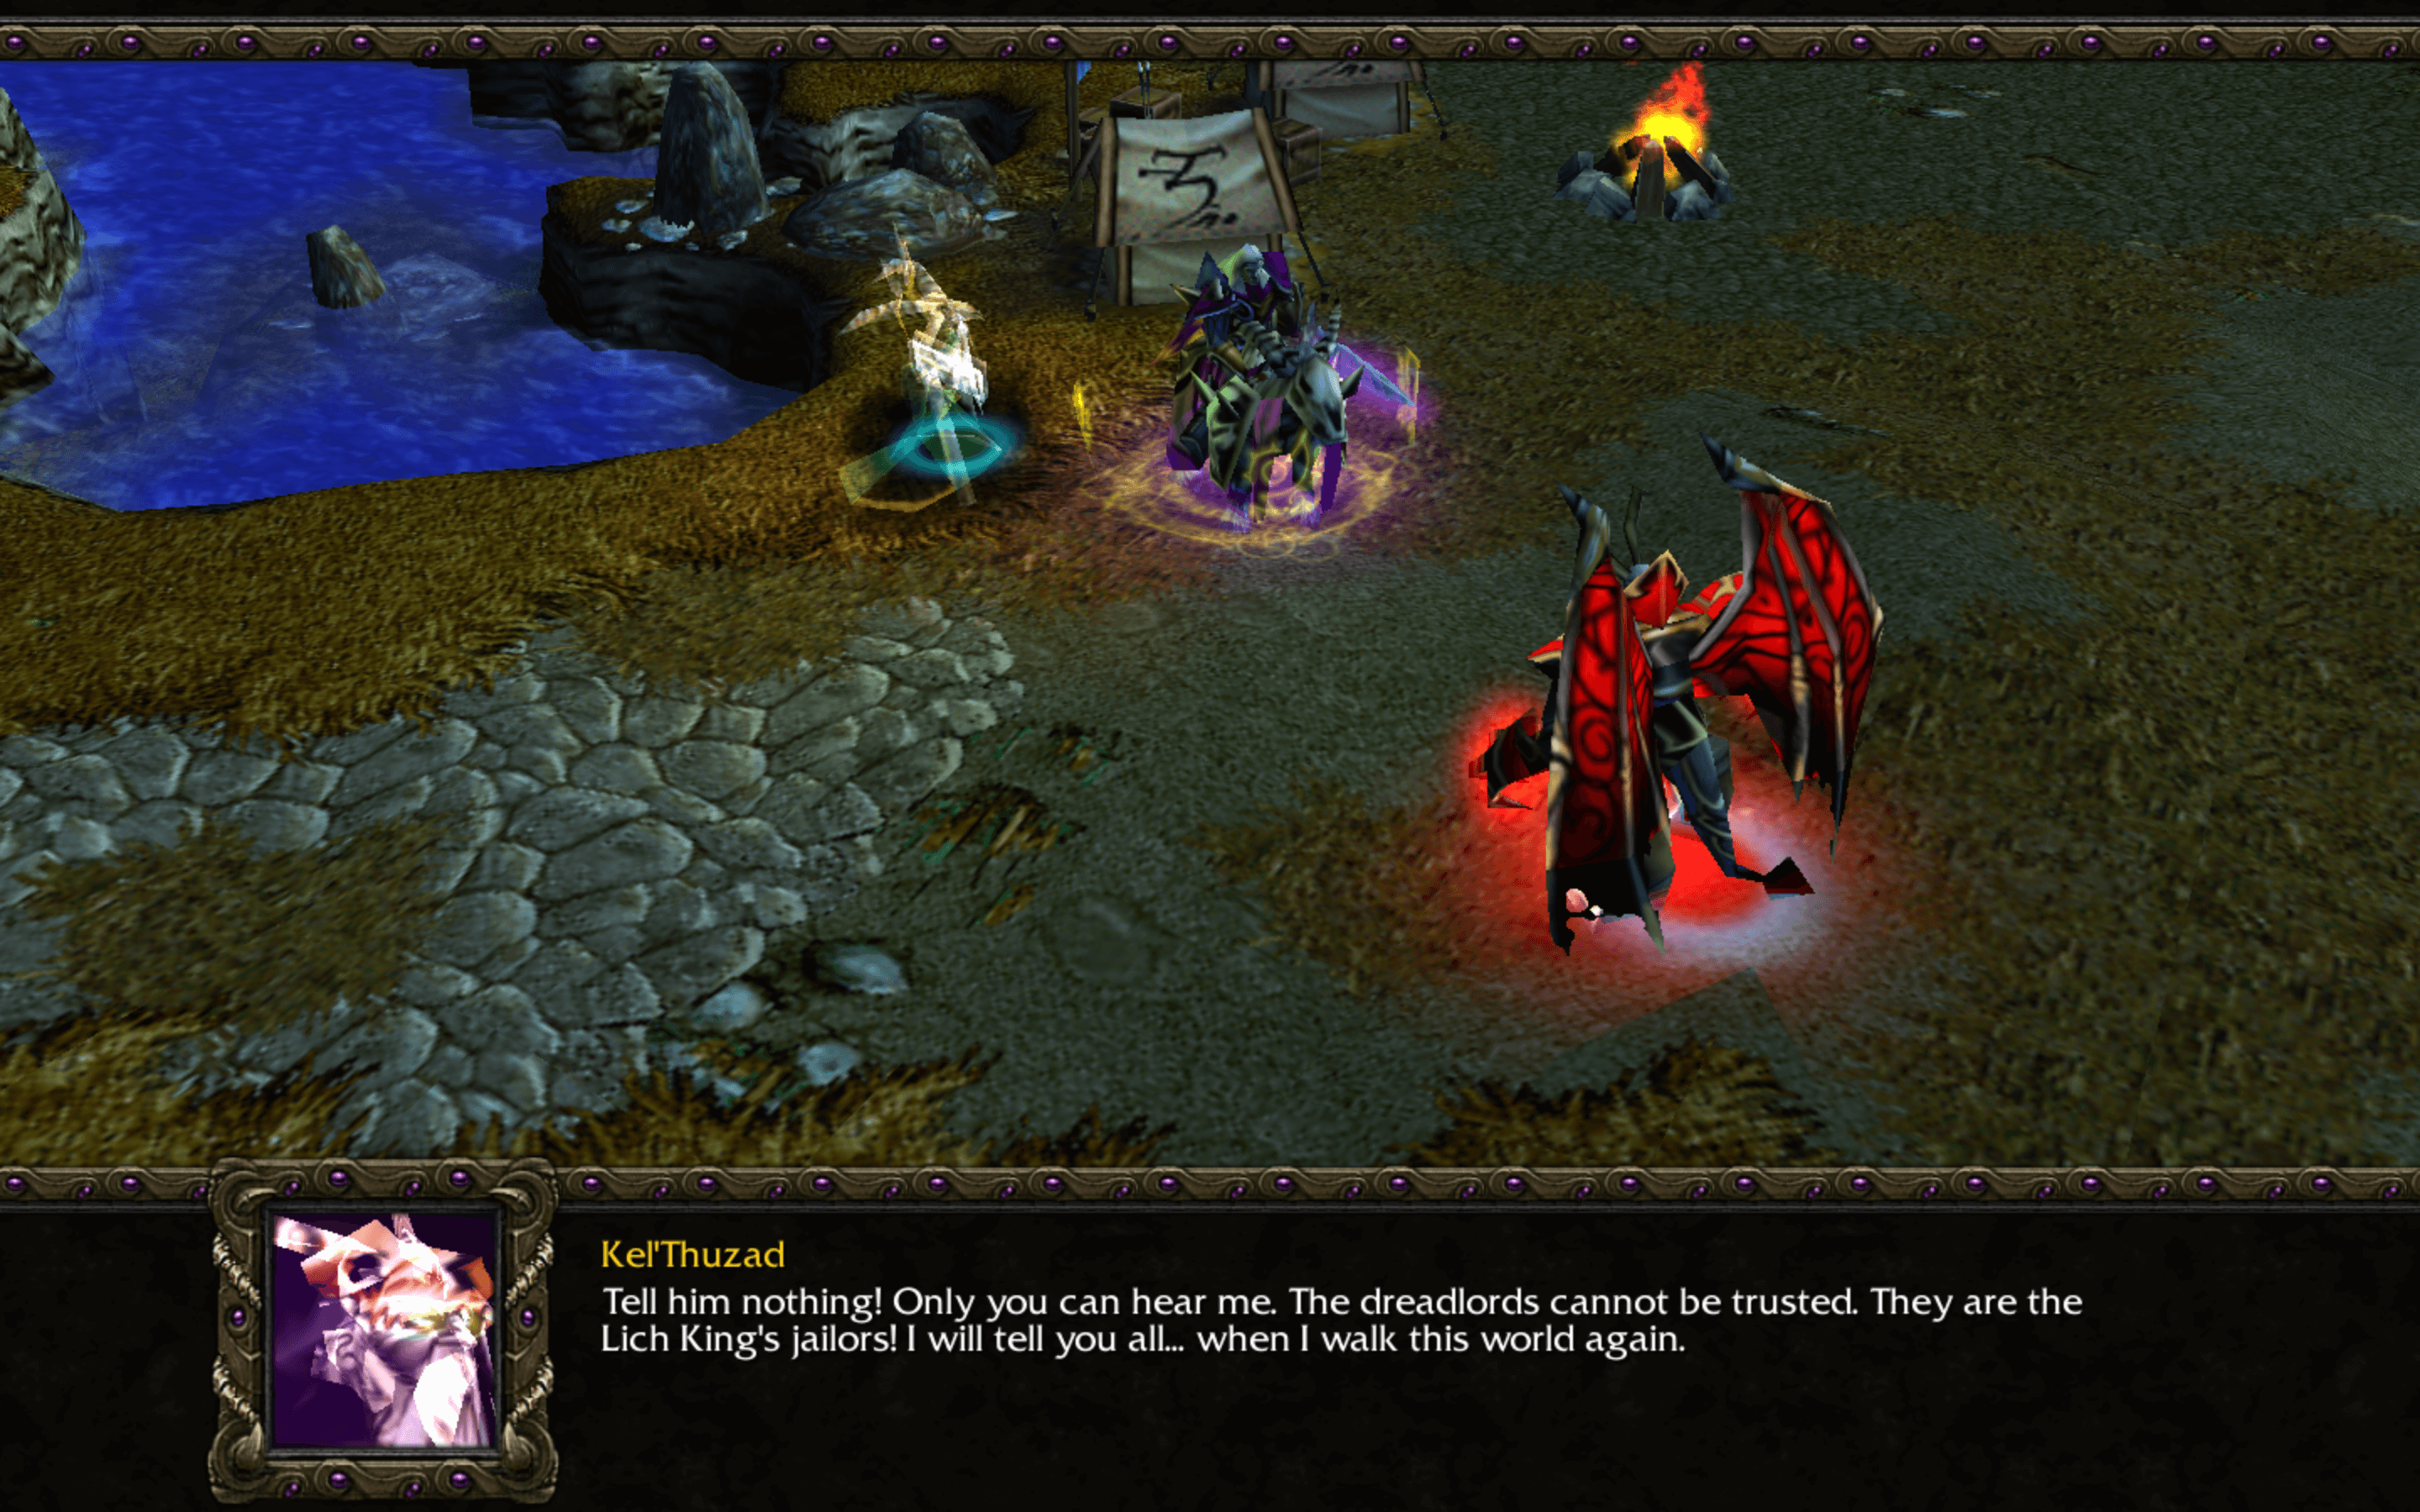 Kel'Thuzad
Tell him nothing! Only you can hear me. The dreadlords cannot be trusted. They are the
Lich King's jailors! I will tell you all... when I walk this world again.